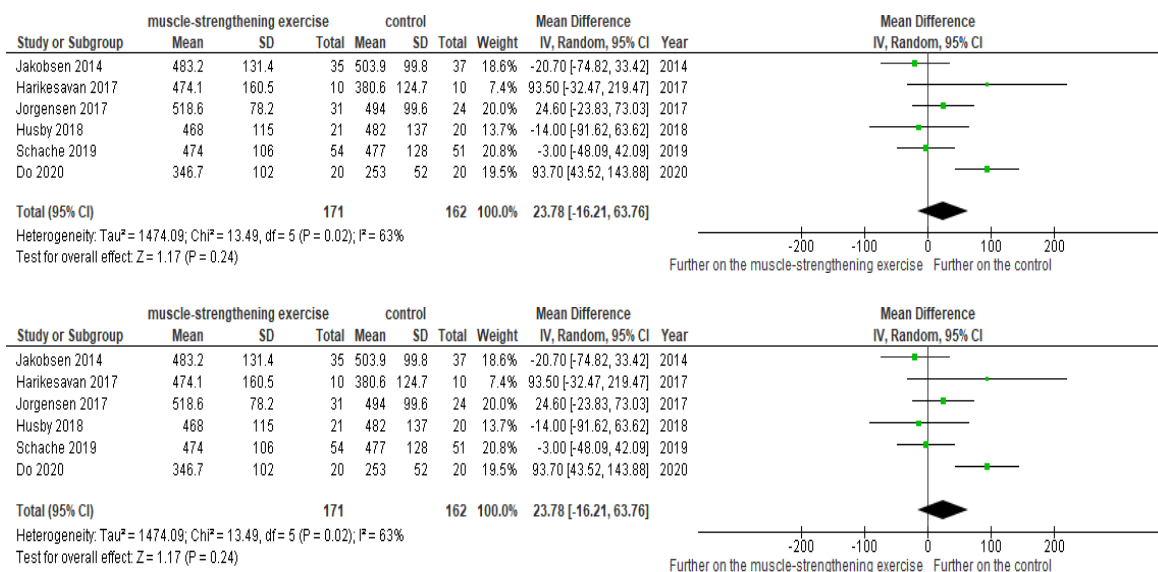 muscle-strengthening exercise control Mean Difference Mean Difference
Study or Subgroup Mean SD Total Mean SD Total Weight IV, Random, 95% CI Year IV, Random, 95% CI
Jakobsen 2014 483.2 131.4 35 503.9 99.8 37 18.6% -20.70 [-74.82, 33.42] 2014
Harikesavan 2017 474.1 160.5 10 380.6 124.7 10 7.4% 93.50 [-32.47, 219.47] 2017
Jorgensen 2017 518.6 78.2 31 494 99.6 24 20.0% 24.60 [-23.83, 73.03] 2017
Husby 2018 468 115 21 482 137 20 13.7% -14.00 [-91.62, 63.62] 2018
Schache 2019 474 106 54 477 128 51 20.8% -3.00 [-48.09, 42.09] 2019
Do 2020 346.7 102 20 253 52 20 19.5% 93.70 [43.52, 143.88] 2020
Total (95% CI) 171 162 100.0% 23.78 [-16.21, 63.76]
Heterogeneity: Tau² = 1474.09; Chi² = 13.49, df = 5 (P = 0.02); I² = 63%
Test for overall effect: Z = 1.17 (P = 0.24)
-200 -100 0 100 200
Further on the muscle-strengthening exercise Further on the control
muscle-strengthening exercise control Mean Difference Mean Difference
Study or Subgroup Mean SD Total Mean SD Total Weight IV, Random, 95% CI Year IV, Random, 95% CI
Jakobsen 2014 483.2 131.4 35 503.9 99.8 37 18.6% -20.70 [-74.82, 33.42] 2014
Harikesavan 2017 474.1 160.5 10 380.6 124.7 10 7.4% 93.50 [-32.47, 219.47] 2017
Jorgensen 2017 518.6 78.2 31 494 99.6 24 20.0% 24.60 [-23.83, 73.03] 2017
Husby 2018 468 115 21 482 137 20 13.7% -14.00 [-91.62, 63.62] 2018
Schache 2019 474 106 54 477 128 51 20.8% -3.00 [-48.09, 42.09] 2019
Do 2020 346.7 102 20 253 52 20 19.5% 93.70 [43.52, 143.88] 2020
Total (95% CI) 171 162 100.0% 23.78 [-16.21, 63.76]
Heterogeneity: Tau² = 1474.09; Chi² = 13.49, df = 5 (P = 0.02); I² = 63%
Test for overall effect: Z = 1.17 (P = 0.24)
-200 -100 0 100 200
Further on the muscle-strengthening exercise Further on the control